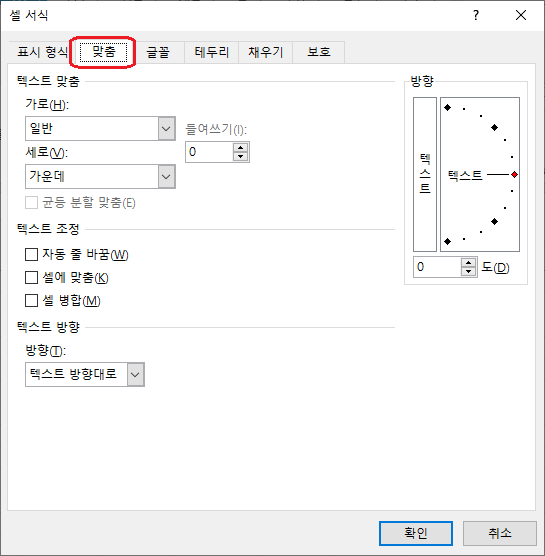 셀 서식
?
표시 형식 맞춤 글꼴 테두리 채우기 보호
텍스트 맞춤
가로(H):
일반
들여쓰기(I):
0
세로(V):
가운데
균등 분할 맞춤(E)
텍스트 조정
자동 줄 바꿈(W)
셀에 맞춤(K)
셀 병합(M)
텍스트 방향
방향(T):
텍스트 방향대로
방향
텍스트
텍스트
0 도(D)
확인 취소